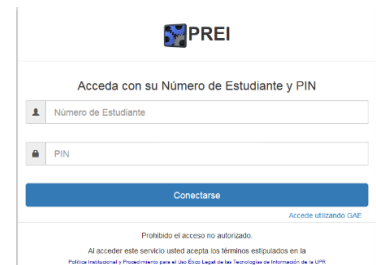 PREI
Acceda con su Número de Estudiante y PIN
Número de Estudiante
PIN
Conectarse
Accede utilizando GAE
Prohibido el acceso no autorizado.
Al acceder este servicio usted acepta los términos estipulados en la
Política Institucional y Procedimiento para el Uso Ético Legal de las Tecnologías de Información de la UPR